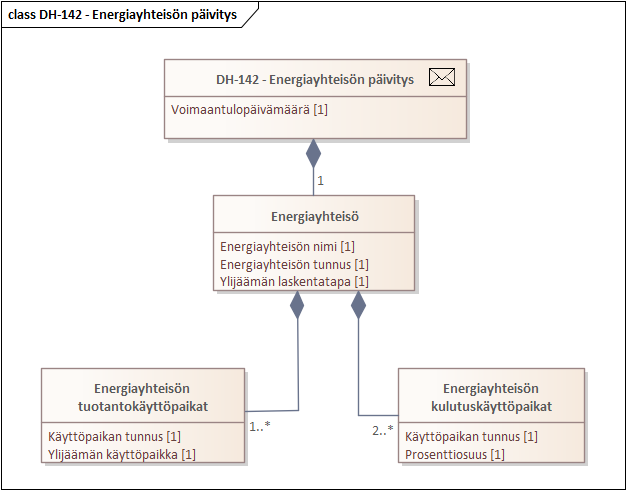 class DH-142 - Energiayhteisön päivitys
DH-142 - Energiayhteisön päivitys
Voimaantulopäivämäärä [1]
1
Energiayhteisö
Energiayhteisön nimi [1]
Energiayhteisön tunnus [1]
Ylijäämän laskentatapa [1]
Energiayhteisön
tuotantokäyttöpaikat
Käyttöpaikan tunnus [1]
Ylijäämän käyttöpaikka [1]
1..*
2..*
Energiayhteisön
kulutuskäyttöpaikat
Käyttöpaikan tunnus [1]
Prosenttiosuus [1]